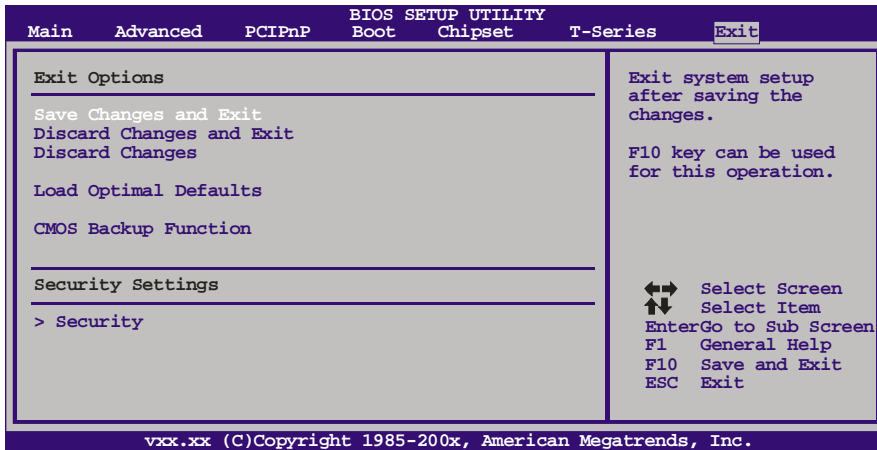 BIOS SETUP UTILITY
Main Advanced PCIPnP Boot Chipset T-Series Exit
Exit Options
Save Changes and Exit
Discard Changes and Exit
Discard Changes
Load Optimal Defaults
CMOS Backup Function
Security Settings
> Security
Exit system setup
after saving the
changes.
F10 key can be used
for this operation.
Select Screen
Select Item
EnterGo to Sub Screen
F1 General Help
F10 Save and Exit
ESC Exit
vxx.xx (C)Copyright 1985-200x, American Megatrends, Inc.